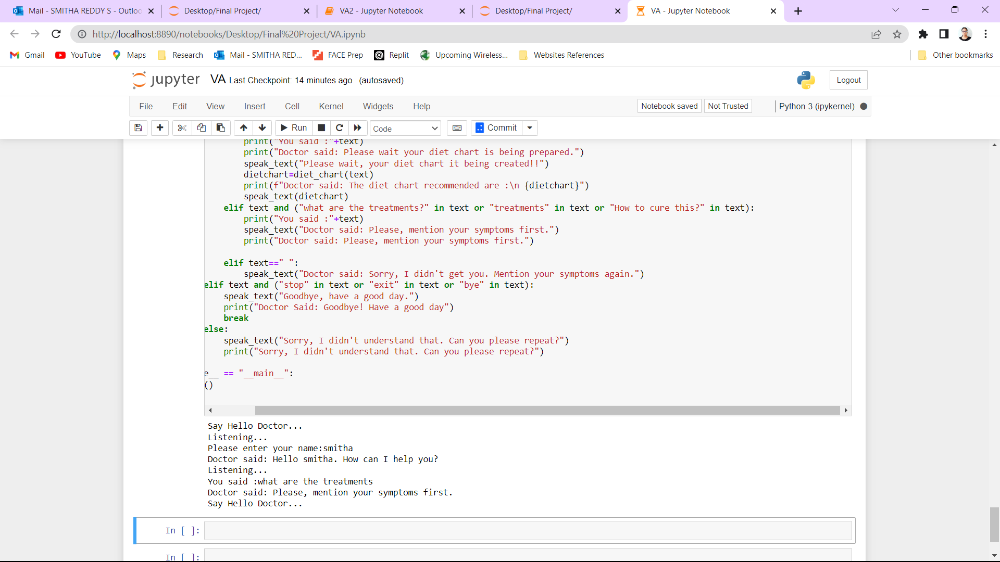 Mail - SMITHA REDDY S - Outloo
Desktop/Final Project/
VA2 - Jupyter Notebook
Desktop/Final Project/
VA - Jupyter Notebook
http://localhost:8890/notebooks/Desktop/Final%20Project/VA.ipynb
Gmail YouTube Maps Research Mail - SMITHA RED... FACE Prep Replit Upcoming Wireless... Websites References Other bookmarks
jupyter VA Last Checkpoint: 14 minutes ago (autosaved) Logout
File Edit View Insert Cell Kernel Widgets Help Notebook saved Not Trusted Python 3 (ipykernel)
Run Code Commit
print("You said :"+text)
print("Doctor said: Please wait your diet chart is being prepared.")
speak_text("Please wait, your diet chart it being created!!")
dietchart=diet_chart(text)
print(f"Doctor said: The diet chart recommended are :\n {dietchart}")
speak_text(dietchart)
elif text and ("what are the treatments?" in text or "treatments" in text or "How to cure this?" in text):
print("You said :"+text)
speak_text("Doctor said: Please, mention your symptoms first.")
print("Doctor said: Please, mention your symptoms first.")
elif text==" ":
speak_text("Doctor said: Sorry, I didn't get you. Mention your symptoms again.")
elif text and ("stop" in text or "exit" in text or "bye" in text):
speak_text("Goodbye, have a good day.")
print("Doctor Said: Goodbye! Have a good day")
break
else:
speak_text("Sorry, I didn't understand that. Can you please repeat?")
print("Sorry, I didn't understand that. Can you please repeat?")
e__ == "__main__":
()
Say Hello Doctor...
Listening...
Please enter your name:smitha
Doctor said: Hello smitha. How can I help you?
Listening...
You said :what are the treatments
Doctor said: Please, mention your symptoms first.
Say Hello Doctor...
In [ ]:
In [ ]: